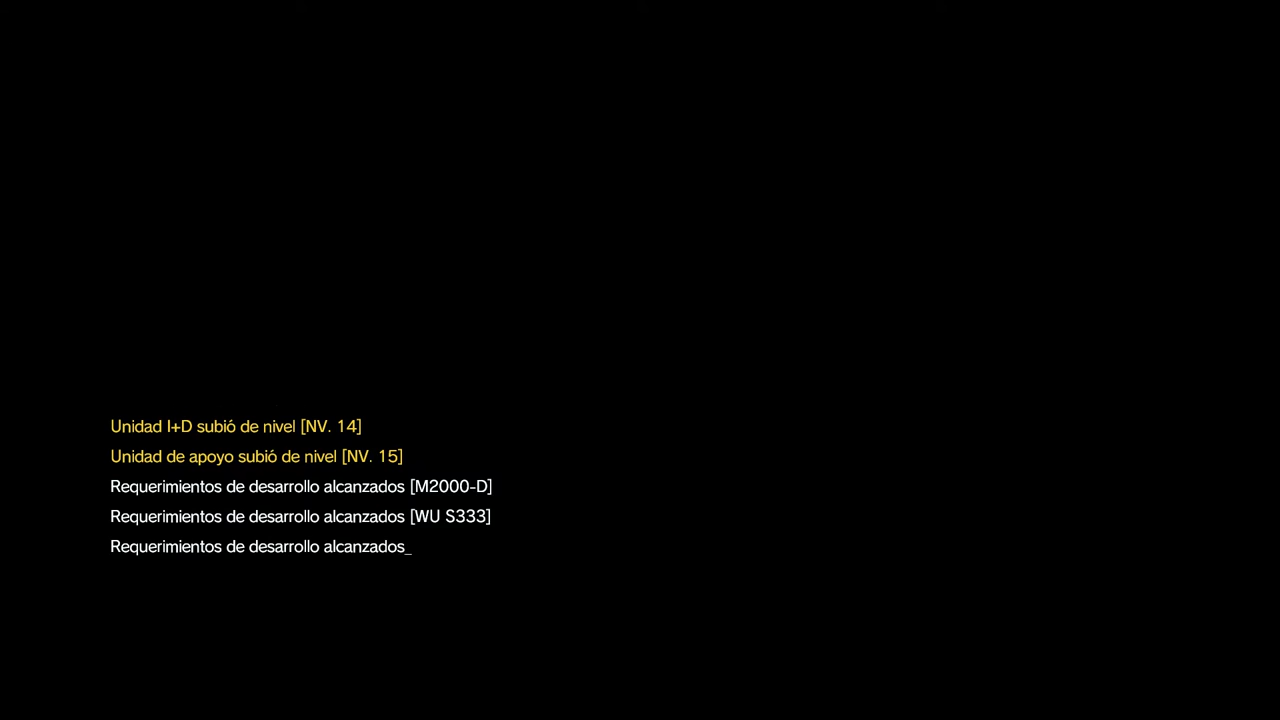 Unidad I+D subió de nivel [NV. 14]
Unidad de apoyo subió de nivel [NV. 15]
Requerimientos de desarrollo alcanzados [M2000-D]
Requerimientos de desarrollo alcanzados [WU S333]
Requerimientos de desarrollo alcanzados_